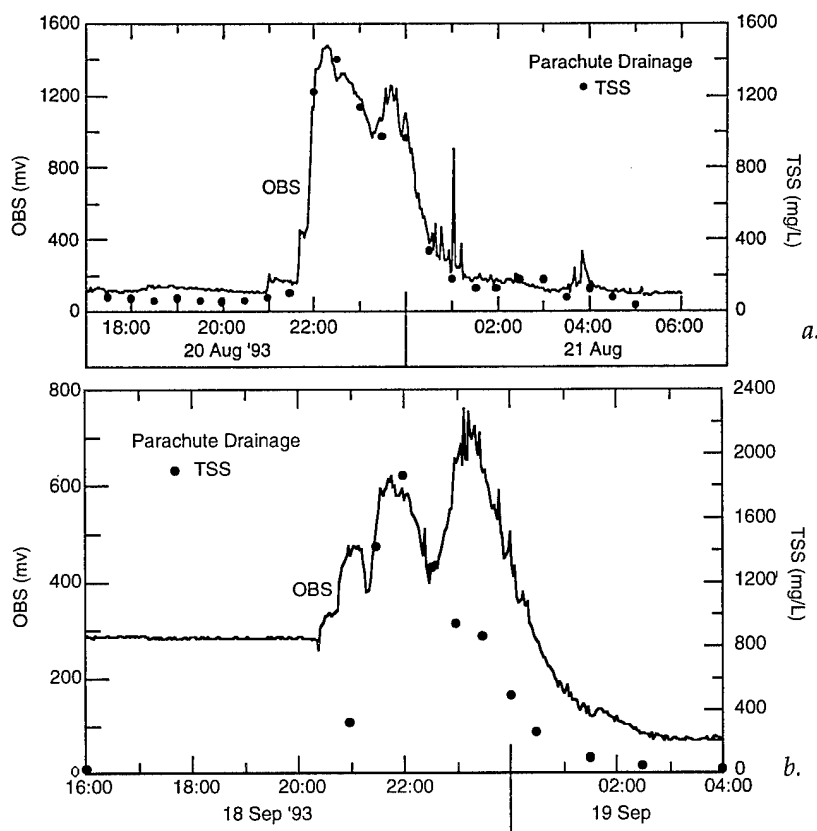 1600
1200
800
400
0
OBS (mv)
1600
1200
800
400
0
TSS (mg/L)
Parachute Drainage
TSS
OBS
18:00 20:00 22:00 02:00 04:00 06:00
20 Aug '93 21 Aug
a.
800
600
400
200
0
OBS (mv)
2400
2000
1600
1200
800
400
0
TSS (mg/L)
Parachute Drainage
TSS
OBS
16:00 18:00 20:00 22:00 02:00 04:00
18 Sep '93 19 Sep
b.